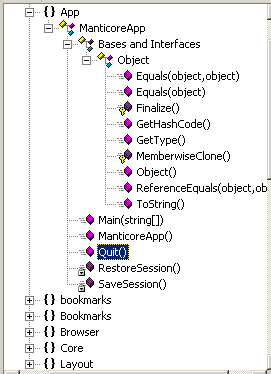 {} App
ManticoreApp
Bases and Interfaces
Object
Equals(object,object)
Equals(object)
Finalize()
GetHashCode()
GetType()
MemberwiseClone()
Object()
ReferenceEquals(object,ob
ToString()
Main(string[])
ManticoreApp()
Quit()
RestoreSession()
SaveSession()
{} bookmarks
{} Bookmarks
{} Browser
{} Core
{} Layout